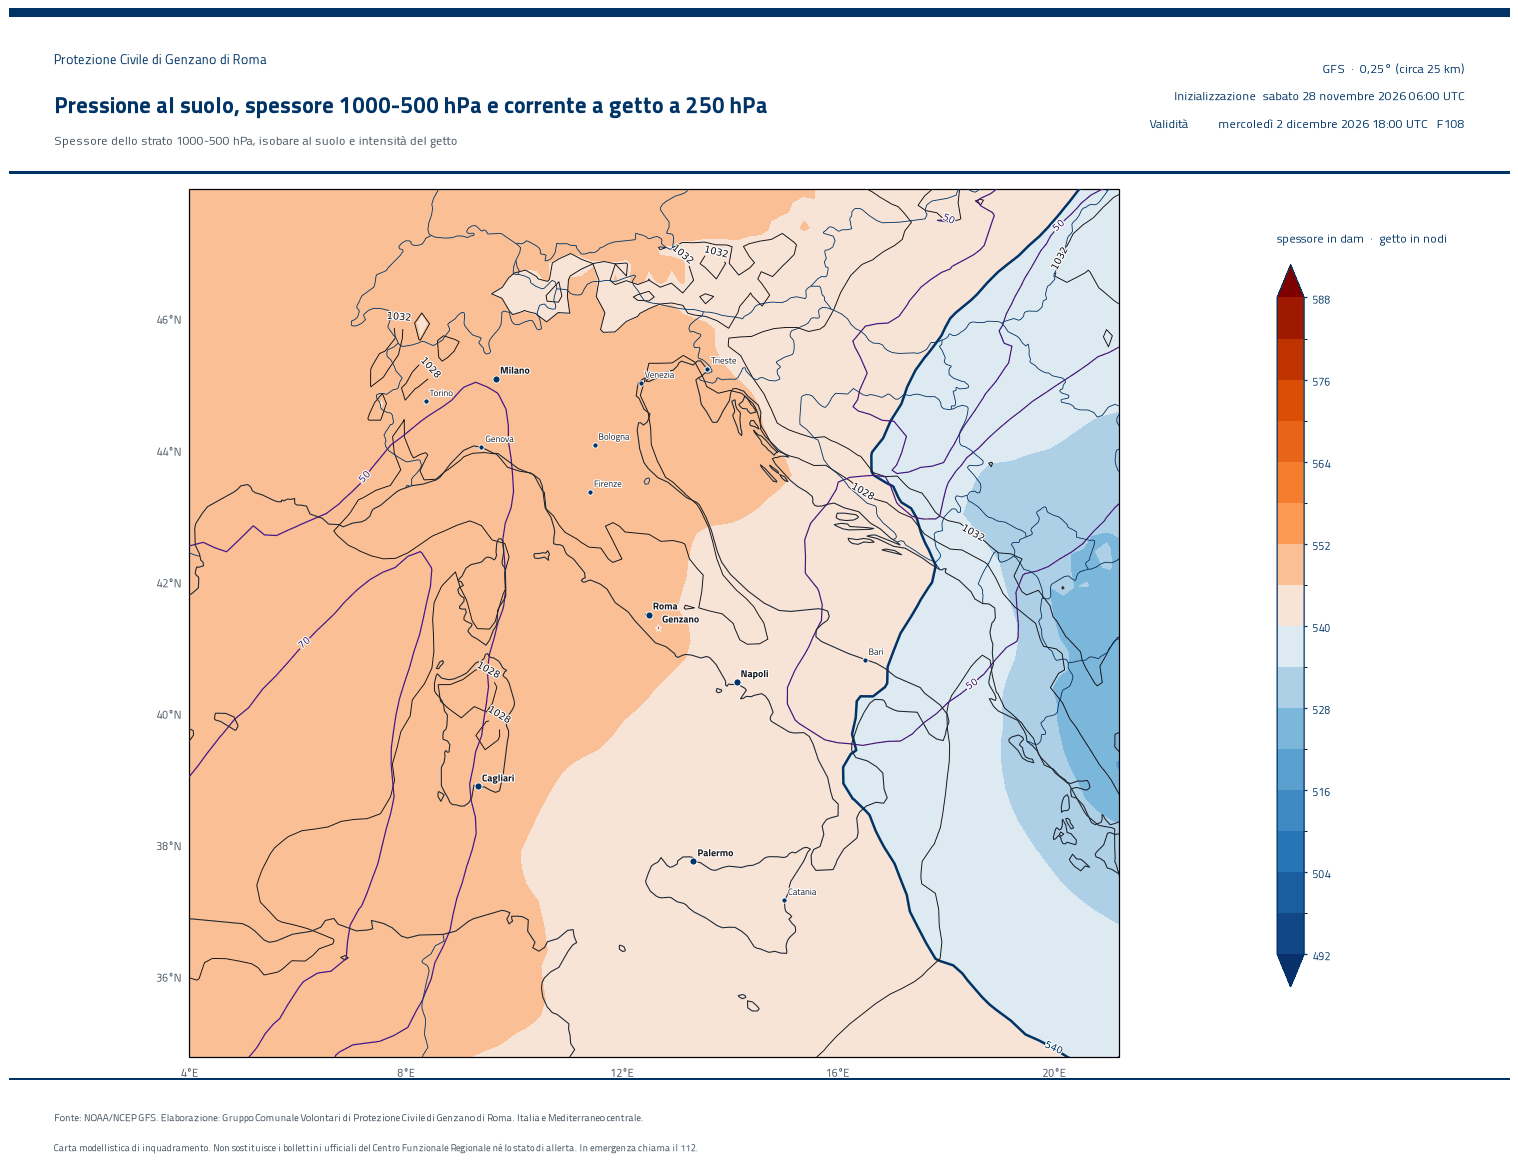 Protezione Civile di Genzano di Roma
Pressione al suolo, spessore 1000-500 hPa e corrente a getto a 250 hPa
Spessore dello strato 1000-500 hPa, isobare al suolo e intensità del getto
GFS · 0,25° (circa 25 km)
Inizializzazione sabato 28 novembre 2026 06:00 UTC
Validità mercoledì 2 dicembre 2026 18:00 UTC F108
spessore in dam · getto in nodi
588
576
564
552
540
528
516
504
492
46°N
44°N
42°N
40°N
38°N
36°N
4°E
8°E
12°E
16°E
20°E
50
50
1032
1032
1032
1032
1028
Milano
Torino
Venezia
Trieste
Genova
Bologna
50
Firenze
1028
1032
Roma
Genzano
70
Bari
1028
Napoli
50
1028
Cagliari
Palermo
Catania
540
Fonte: NOAA/NCEP GFS. Elaborazione: Gruppo Comunale Volontari di Protezione Civile di Genzano di Roma. Italia e Mediterraneo centrale.
Carta modellistica di inquadramento. Non sostituisce i bollettini ufficiali del Centro Funzionale Regionale né lo stato di allerta. In emergenza chiama il 112.